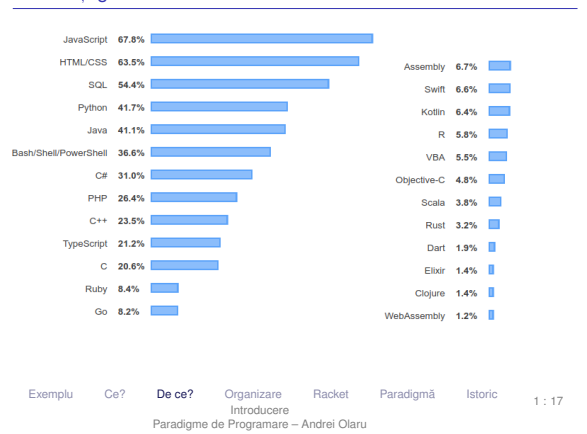 JavaScript 67.8%
HTML/CSS 63.5%
SQL 54.4%
Python 41.7%
Java 41.1%
Bash/Shell/PowerShell 36.6%
C# 31.0%
PHP 26.4%
C++ 23.5%
TypeScript 21.2%
C 20.6%
Ruby 8.4%
Go 8.2%
Assembly 6.7%
Swift 6.6%
Kotlin 6.4%
R 5.8%
VBA 5.5%
Objective-C 4.8%
Scala 3.8%
Rust 3.2%
Dart 1.9%
Elixir 1.4%
Clojure 1.4%
WebAssembly 1.2%
Exemplu Ce? De ce? Organizare Racket Paradigmă Istoric
Introducere
1 : 17
Paradigme de Programare – Andrei Olaru